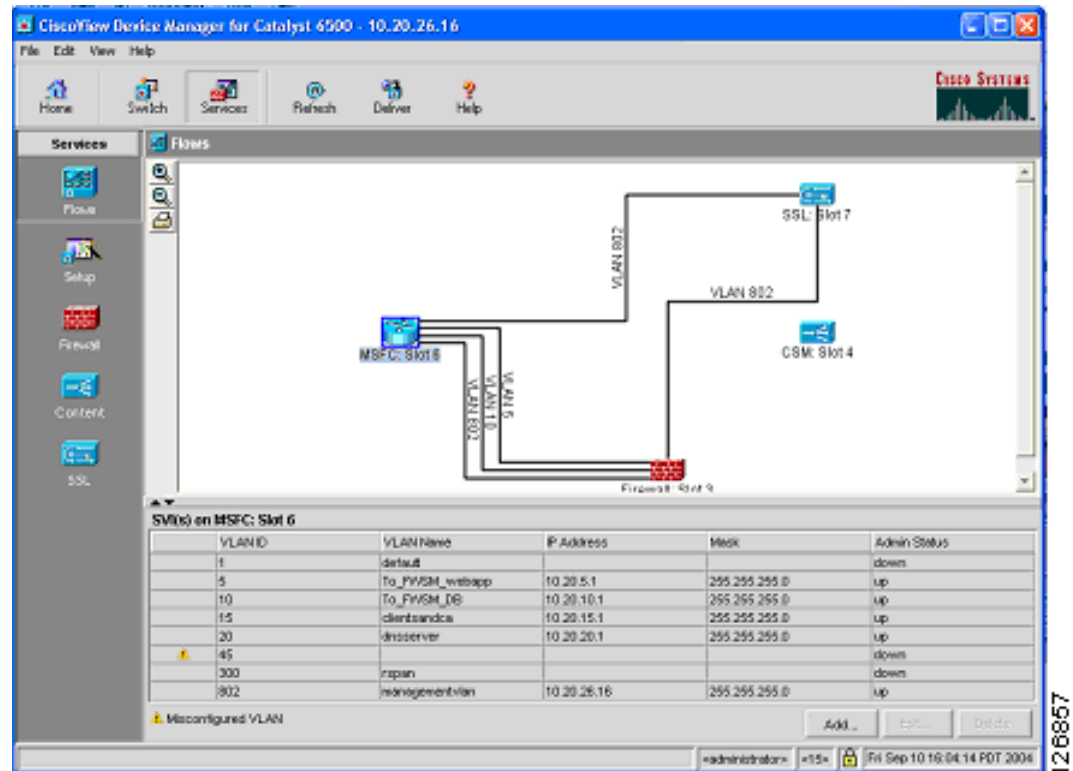 CiscoView Device Manager for Catalyst 6500 - 10.20.26.16
File Edit View Help
Home Switch Services Refresh Deliver Help
CISCO SYSTEMS
Services
Flows
Flows
Setup
Firewall
Content
SSL
SSL: Slot 7
VLAN 802
VLAN 802
CSM: Slot 4
MSFC: Slot 6
VLAN 802
VLAN 10
VLAN 5
Firewall: Slot 3
SVI(s) on MSFC: Slot 6
VLAN ID VLAN Name IP Address Mask Admin Status
1 default down
5 To_FWSM_webapp 10.20.5.1 255.255.255.0 up
10 To_FWSM_DB 10.20.10.1 255.255.255.0 up
15 clientsandca 10.20.15.1 255.255.255.0 up
20 dnsserver 10.20.20.1 255.255.255.0 up
45 down
300 rspan down
802 managementvlan 10.20.26.16 255.255.255.0 up
Misconfigured VLAN
Add... Edit... Delete
«administrator» «15» Fri Sep 10 16:04:14 PDT 2004
126857